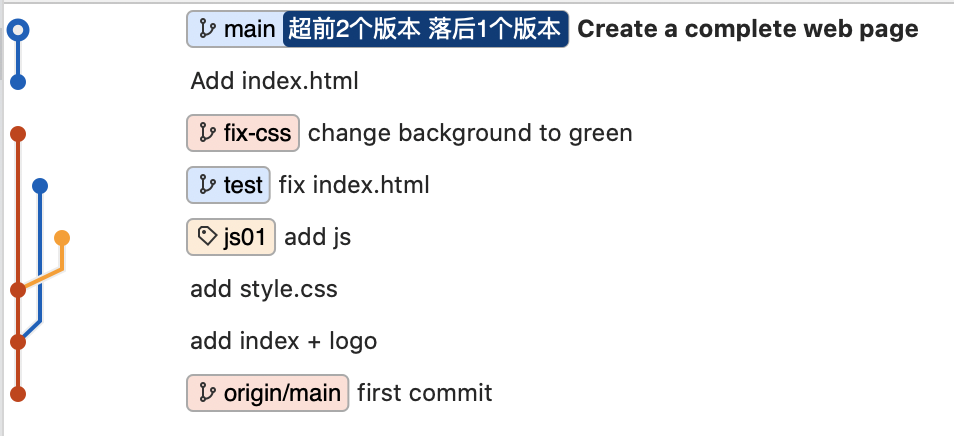 main 超前2个版本 落后1个版本 Create a complete web page
Add index.html
fix-css change background to green
test fix index.html
js01 add js
add style.css
add index + logo
origin/main first commit